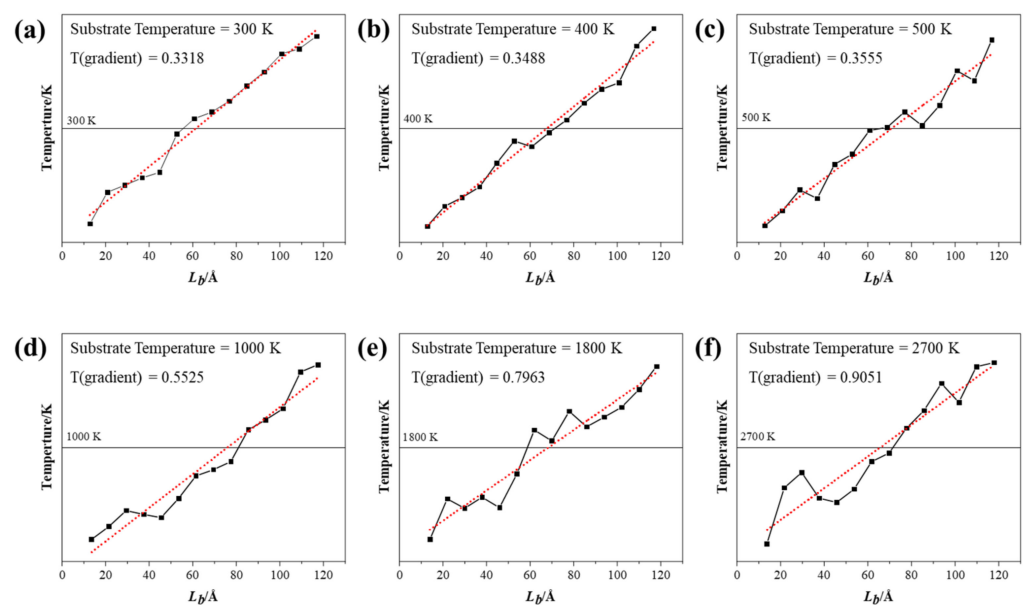 (a)
Substrate Temperature = 300 K
T(gradient) = 0.3318
300 K
Temperture/K
0 20 40 60 80 100 120
Lb/Å
(b)
Substrate Temperature = 400 K
T(gradient) = 0.3488
400 K
Temperature/K
0 20 40 60 80 100 120
Lb/Å
(c)
Substrate Temperature = 500 K
T(gradient) = 0.3555
500 K
Temperature/K
0 20 40 60 80 100 120
Lb/Å
(d)
Substrate Temperature = 1000 K
T(gradient) = 0.5525
1000 K
Temperture/K
0 20 40 60 80 100 120
Lb/Å
(e)
Substrate Temperature = 1800 K
T(gradient) = 0.7963
1800 K
Temperature/K
0 20 40 60 80 100 120
Lb/Å
(f)
Substrate Temperature = 2700 K
T(gradient) = 0.9051
2700 K
Temperature/K
0 20 40 60 80 100 120
Lb/Å